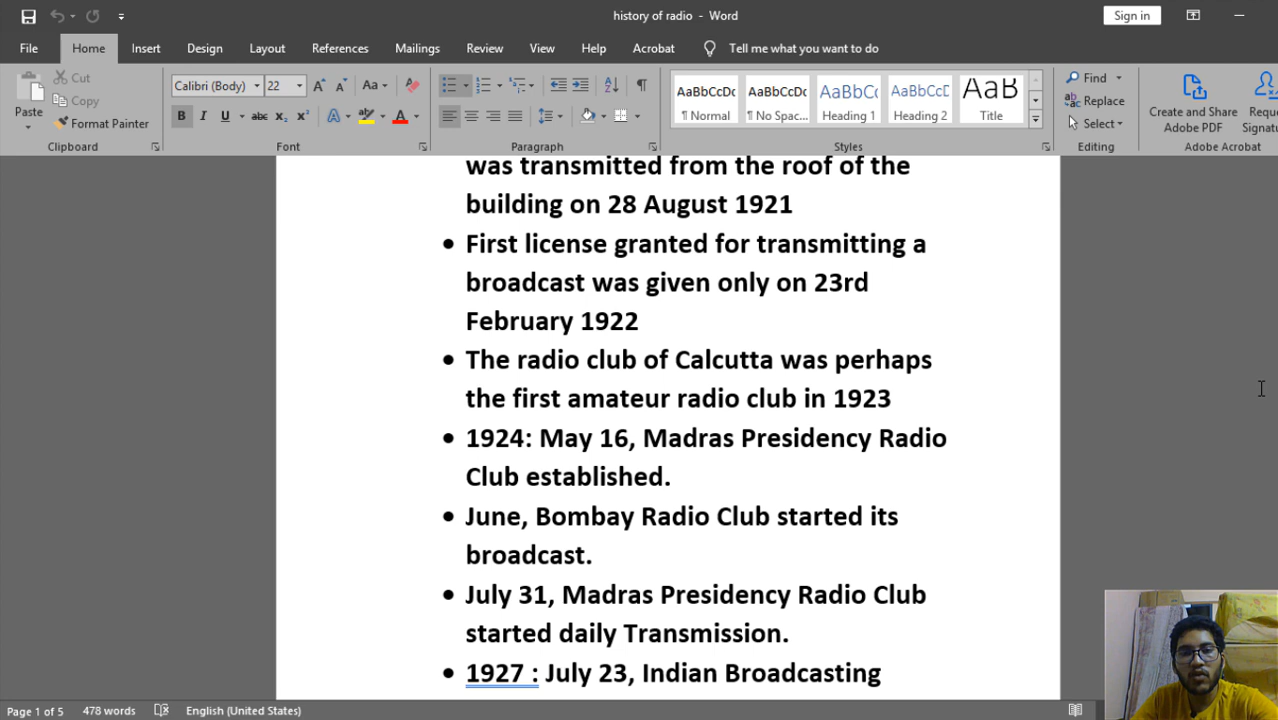 history of radio - Word
Sign in
File Home Insert Design Layout References Mailings Review View Help Acrobat Tell me what you want to do
Paste
Cut
Copy
Format Painter
Clipboard
Calibri (Body) 22
Aa
B I U abc X₂ X² A A
Font
Paragraph
AaBbCcDc AaBbCcDc AaBbCc AaBbCcD AaB
¶ Normal ¶ No Spac... Heading 1 Heading 2 Title
Styles
Find
Replace
Select
Editing
Create and Share
Adobe PDF
Adobe Acrobat
was transmitted from the roof of the
building on 28 August 1921
• First license granted for transmitting a
broadcast was given only on 23rd
February 1922
• The radio club of Calcutta was perhaps
the first amateur radio club in 1923
• 1924: May 16, Madras Presidency Radio
Club established.
• June, Bombay Radio Club started its
broadcast.
• July 31, Madras Presidency Radio Club
started daily Transmission.
• 1927 : July 23, Indian Broadcasting
Page 1 of 5 478 words English (United States)